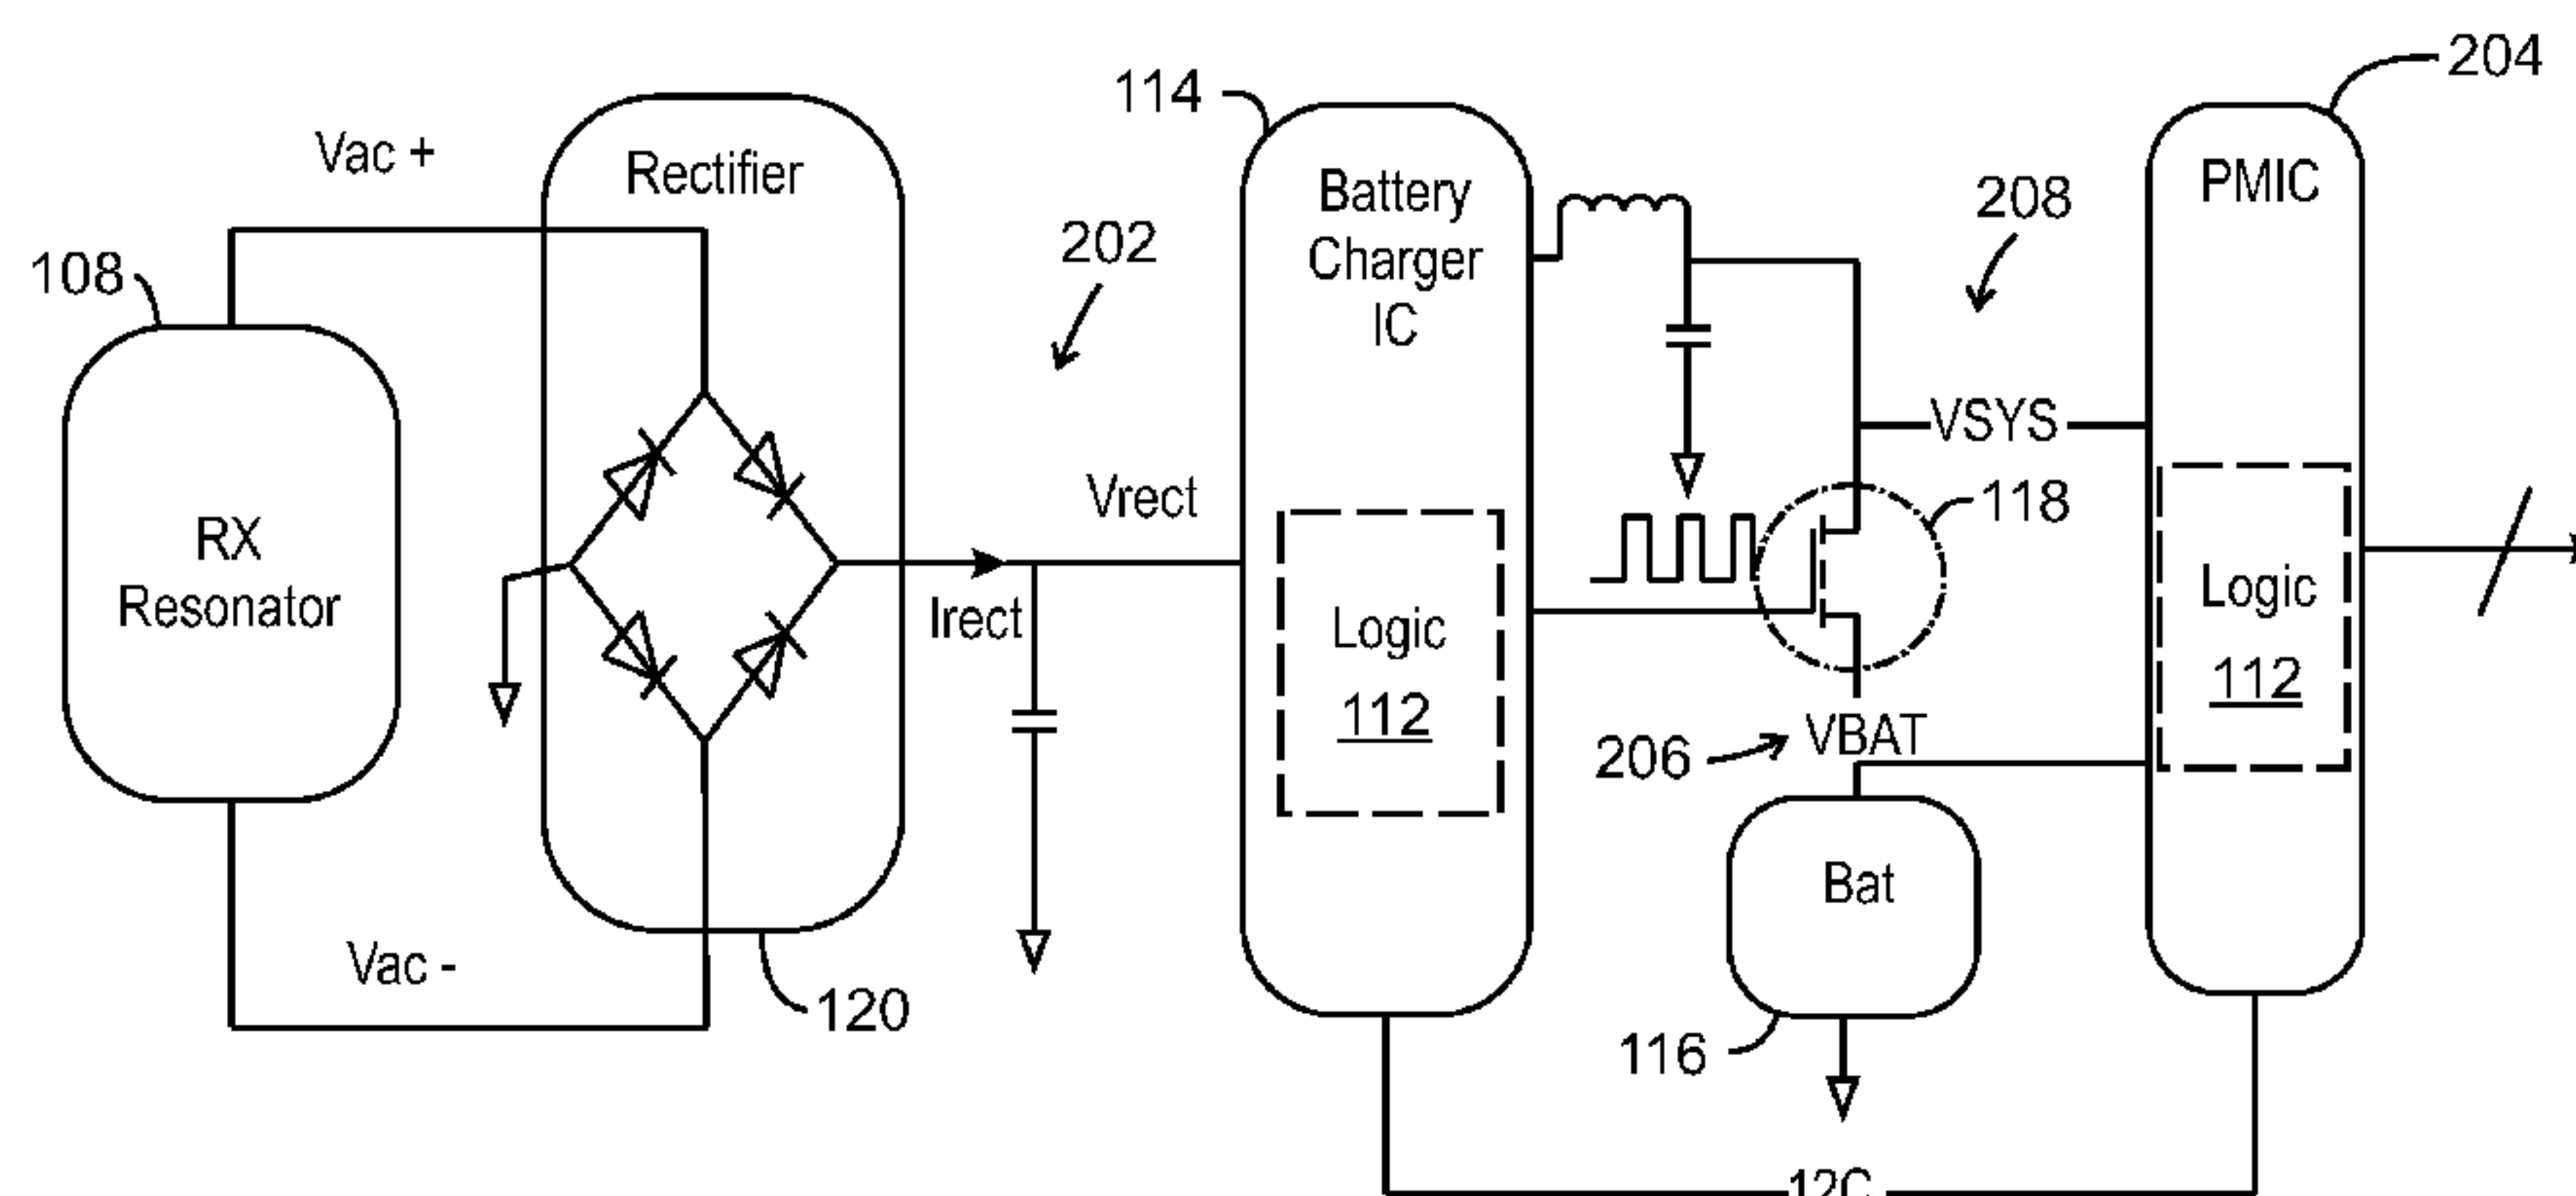 204
114
Vac +
Rectifier
PMIC
Battery
Charger
IC
208
202
108
VSYS
Vrect
118
RX
Resonator
Logic
112
Irect
Logic
112
VBAT
206
Bat
Vac -
120
116
12C